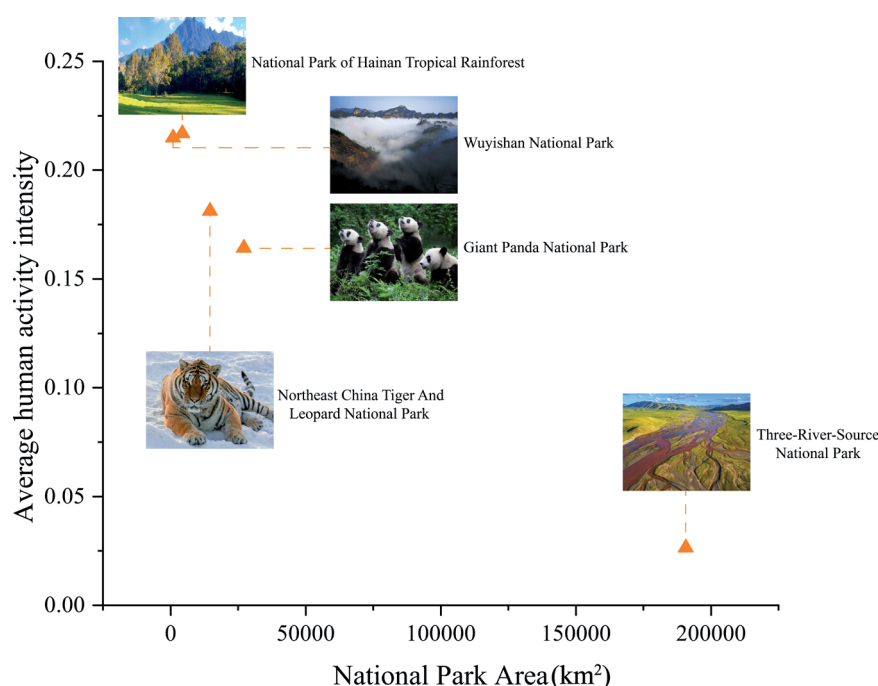 National Park of Hainan Tropical Rainforest
0.25
Wuyishan National Park
0.20
Giant Panda National Park
0.15
0.10
Northeast China Tiger And
Leopard National Park
Three-River-Source
National Park
0.05
0.00
Average human activity intensity
0
50000
100000
150000
200000
National Park Area(km²)